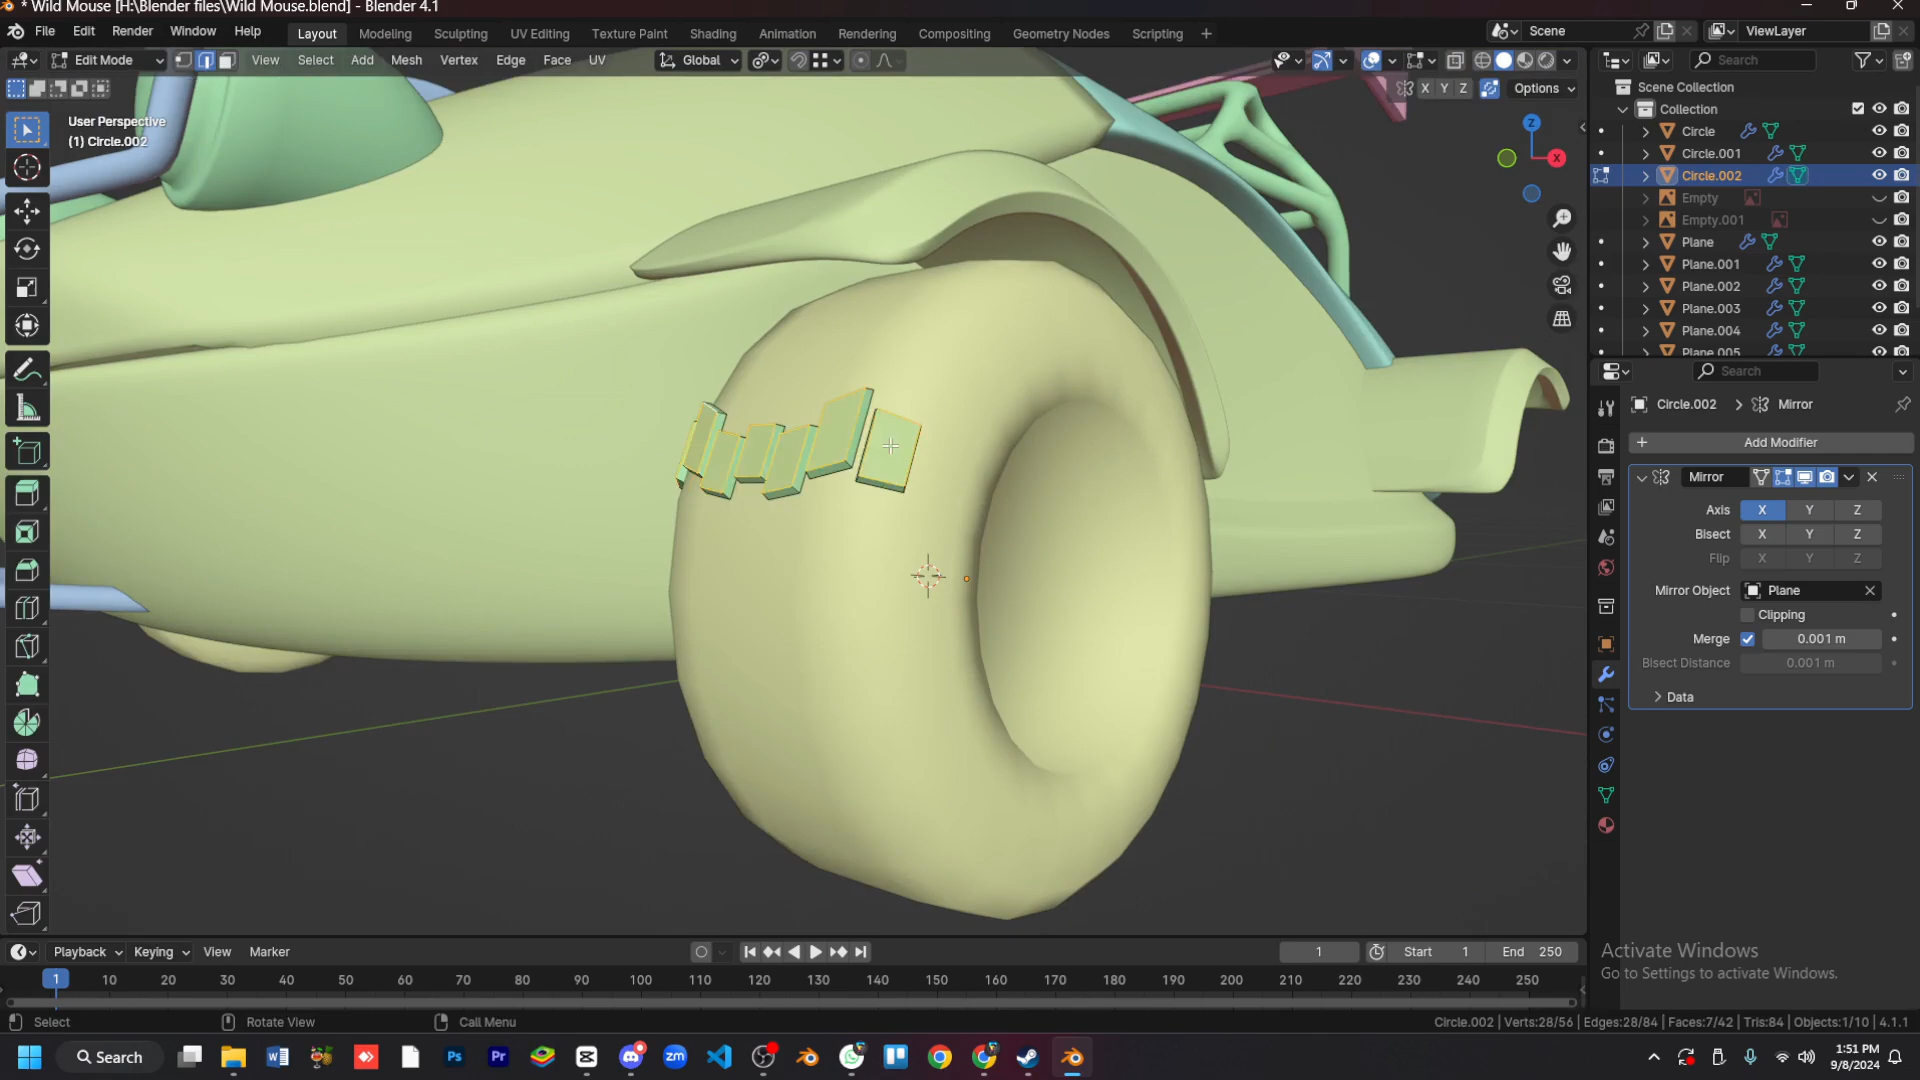 * Wild Mouse [H:\Blender files\Wild Mouse.blend] - Blender 4.1
File Edit Render Window Help Layout Modeling Sculpting UV Editing Texture Paint Shading Animation Rendering Compositing Geometry Nodes Scripting + Scene ViewLayer
Edit Mode View Select Add Mesh Vertex Edge Face UV Global Search
X Y Z Options
User Perspective
(1) Circle.002
Z
X
Scene Collection
Collection
Circle
Circle.001
Circle.002
Empty
Empty.001
Plane
Plane.001
Plane.002
Plane.003
Plane.004
Plane.005
Search
Circle.002 > Mirror
+ Add Modifier
Mirror
Axis X Y Z
Bisect X Y Z
Flip X Y Z
Mirror Object Plane
Clipping
Merge 0.001 m
Bisect Distance 0.001 m
Data
Playback Keying View Marker 1 Start 1 End 250
1 10 20 30 40 50 60 70 80 90 100 110 120 130 140 150 160 170 180 190 200 210 220 230 240 250
Activate Windows
Go to Settings to activate Windows.
Select Rotate View Call Menu Circle.002 | Verts:28/56 | Edges:28/84 | Faces:7/42 | Tris:84 | Objects:1/10 | 4.1.1
Search W Ps Pr zm 1:51 PM
9/8/2024